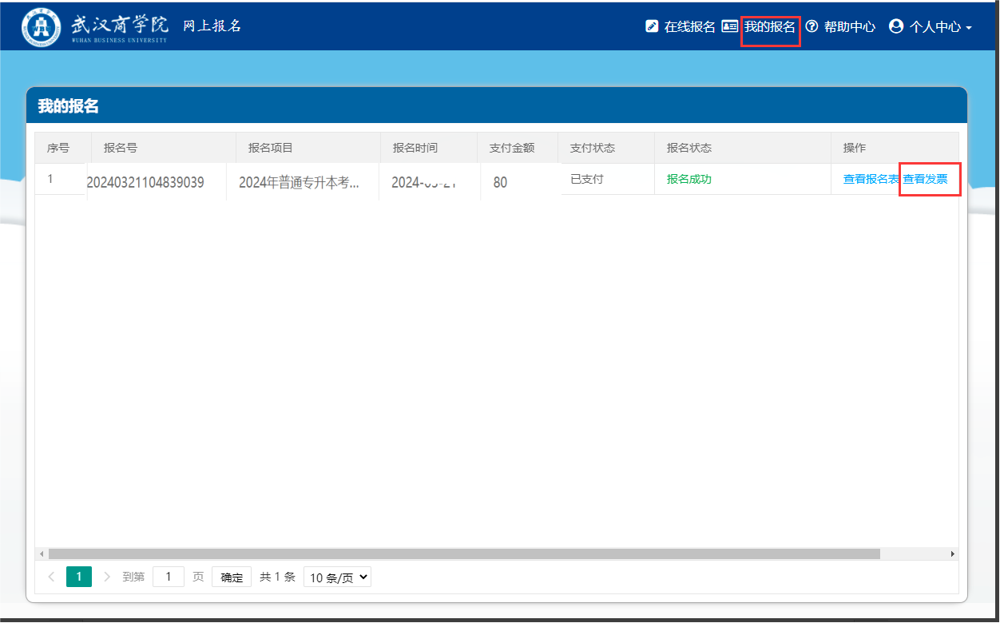 武汉商学院 网上报名 在线报名 我的报名 帮助中心 个人中心
WUHAN BUSINESS UNIVERSITY
我的报名
序号 报名号 报名项目 报名时间 支付金额 支付状态 报名状态 操作
1 20240321104839039 2024年普通专升本考... 2024- 80 已支付 报名成功 查看报名表 查看发票
1 到第 1 页 确定 共 1 条 10 条/页